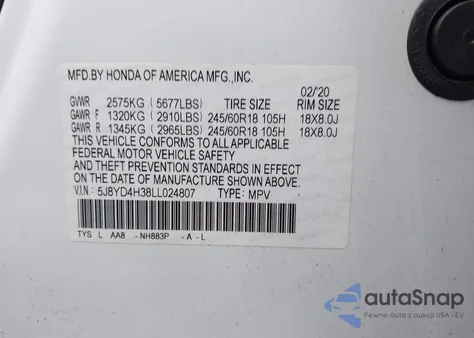 MFD.BY HONDA OF AMERICA MFG.,INC.
02/'20
GVWR 2575KG (5677LBS) TIRE SIZE RIM SIZE
GAWR F 1320KG (2910LBS) 245/60R18 105H 18X8.0J
GAWR R 1345KG (2965LBS) 245/60R18 105H 18X8.0J
THIS VEHICLE CONFORMS TO ALL APPLICABLE
FEDERAL MOTOR VEHICLE SAFETY
AND THEFT PREVENTION STANDARDS IN EFFECT
ON THE DATE OF MANUFACTURE SHOWN ABOVE.
V.I.N: 5J8YD4H38LL024807 TYPE: MPV
TYS L AA8 -NH883P -A -L
autoSnap
Pewne auta z aukcji USA i EU